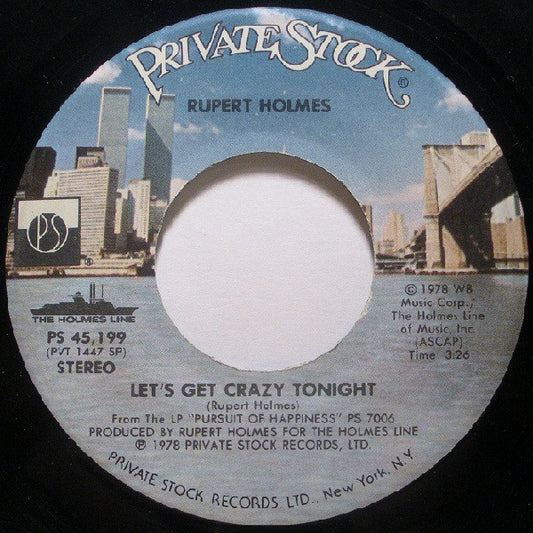 PRIVATE STOCK®
RUPERT HOLMES
PS
®
THE HOLMES LINE
PS 45,199
(PVT 1447 SP)
STEREO
© 1978 WB
Music Corp./
The Holmes Line
of Music, Inc.
(ASCAP)
Time 3:26
LET'S GET CRAZY TONIGHT
(Rupert Holmes)
From The LP "PURSUIT OF HAPPINESS" PS 7006
PRODUCED BY RUPERT HOLMES FOR THE HOLMES LINE
℗ 1978 PRIVATE STOCK RECORDS, LTD.
PRIVATE STOCK RECORDS LTD., New York, N.Y.